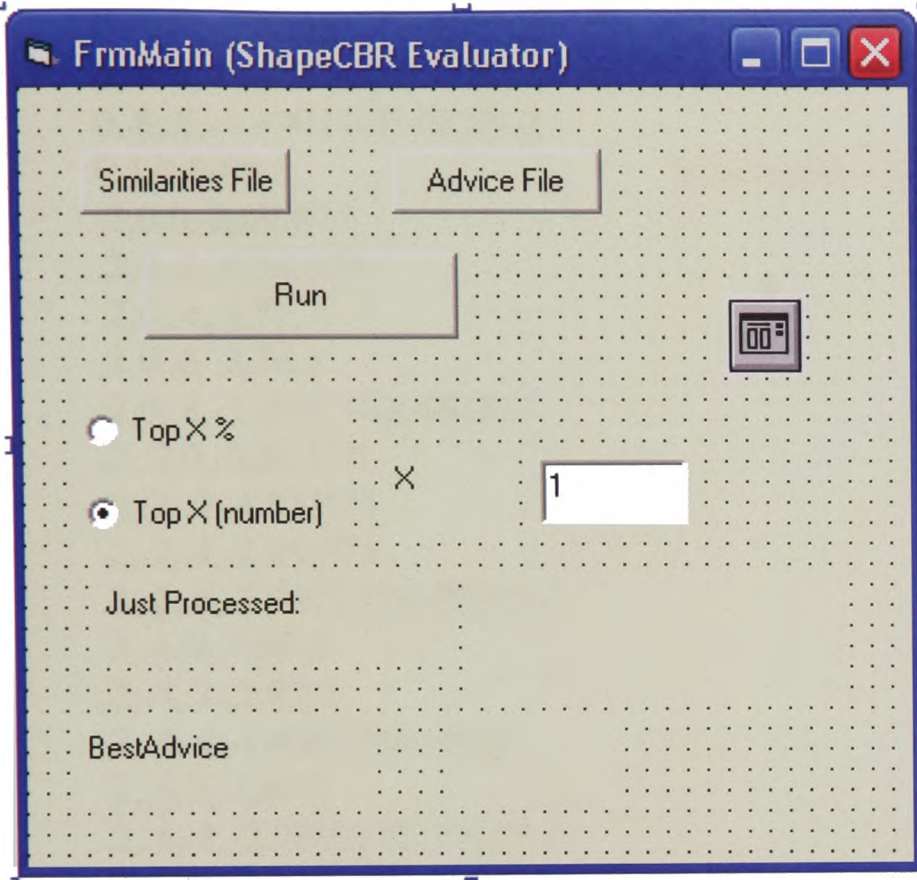 FrmMain (ShapeCBR Evaluator)
Similarities File
Advice File
Run
Top X %
Top X (number)
X
1
Just Processed:
BestAdvice